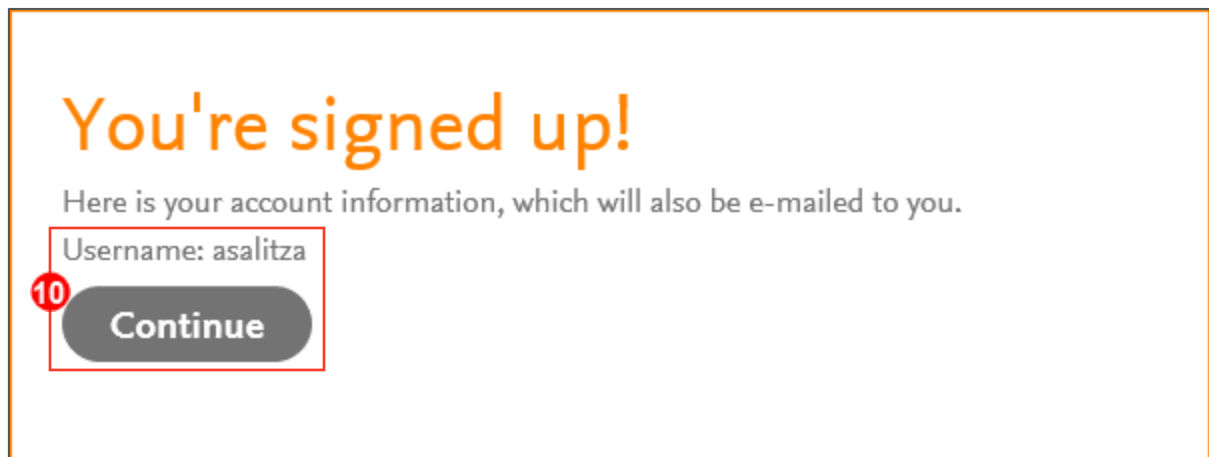 You're signed up!
Here is your account information, which will also be e-mailed to you.
Username: asalitza
10
Continue